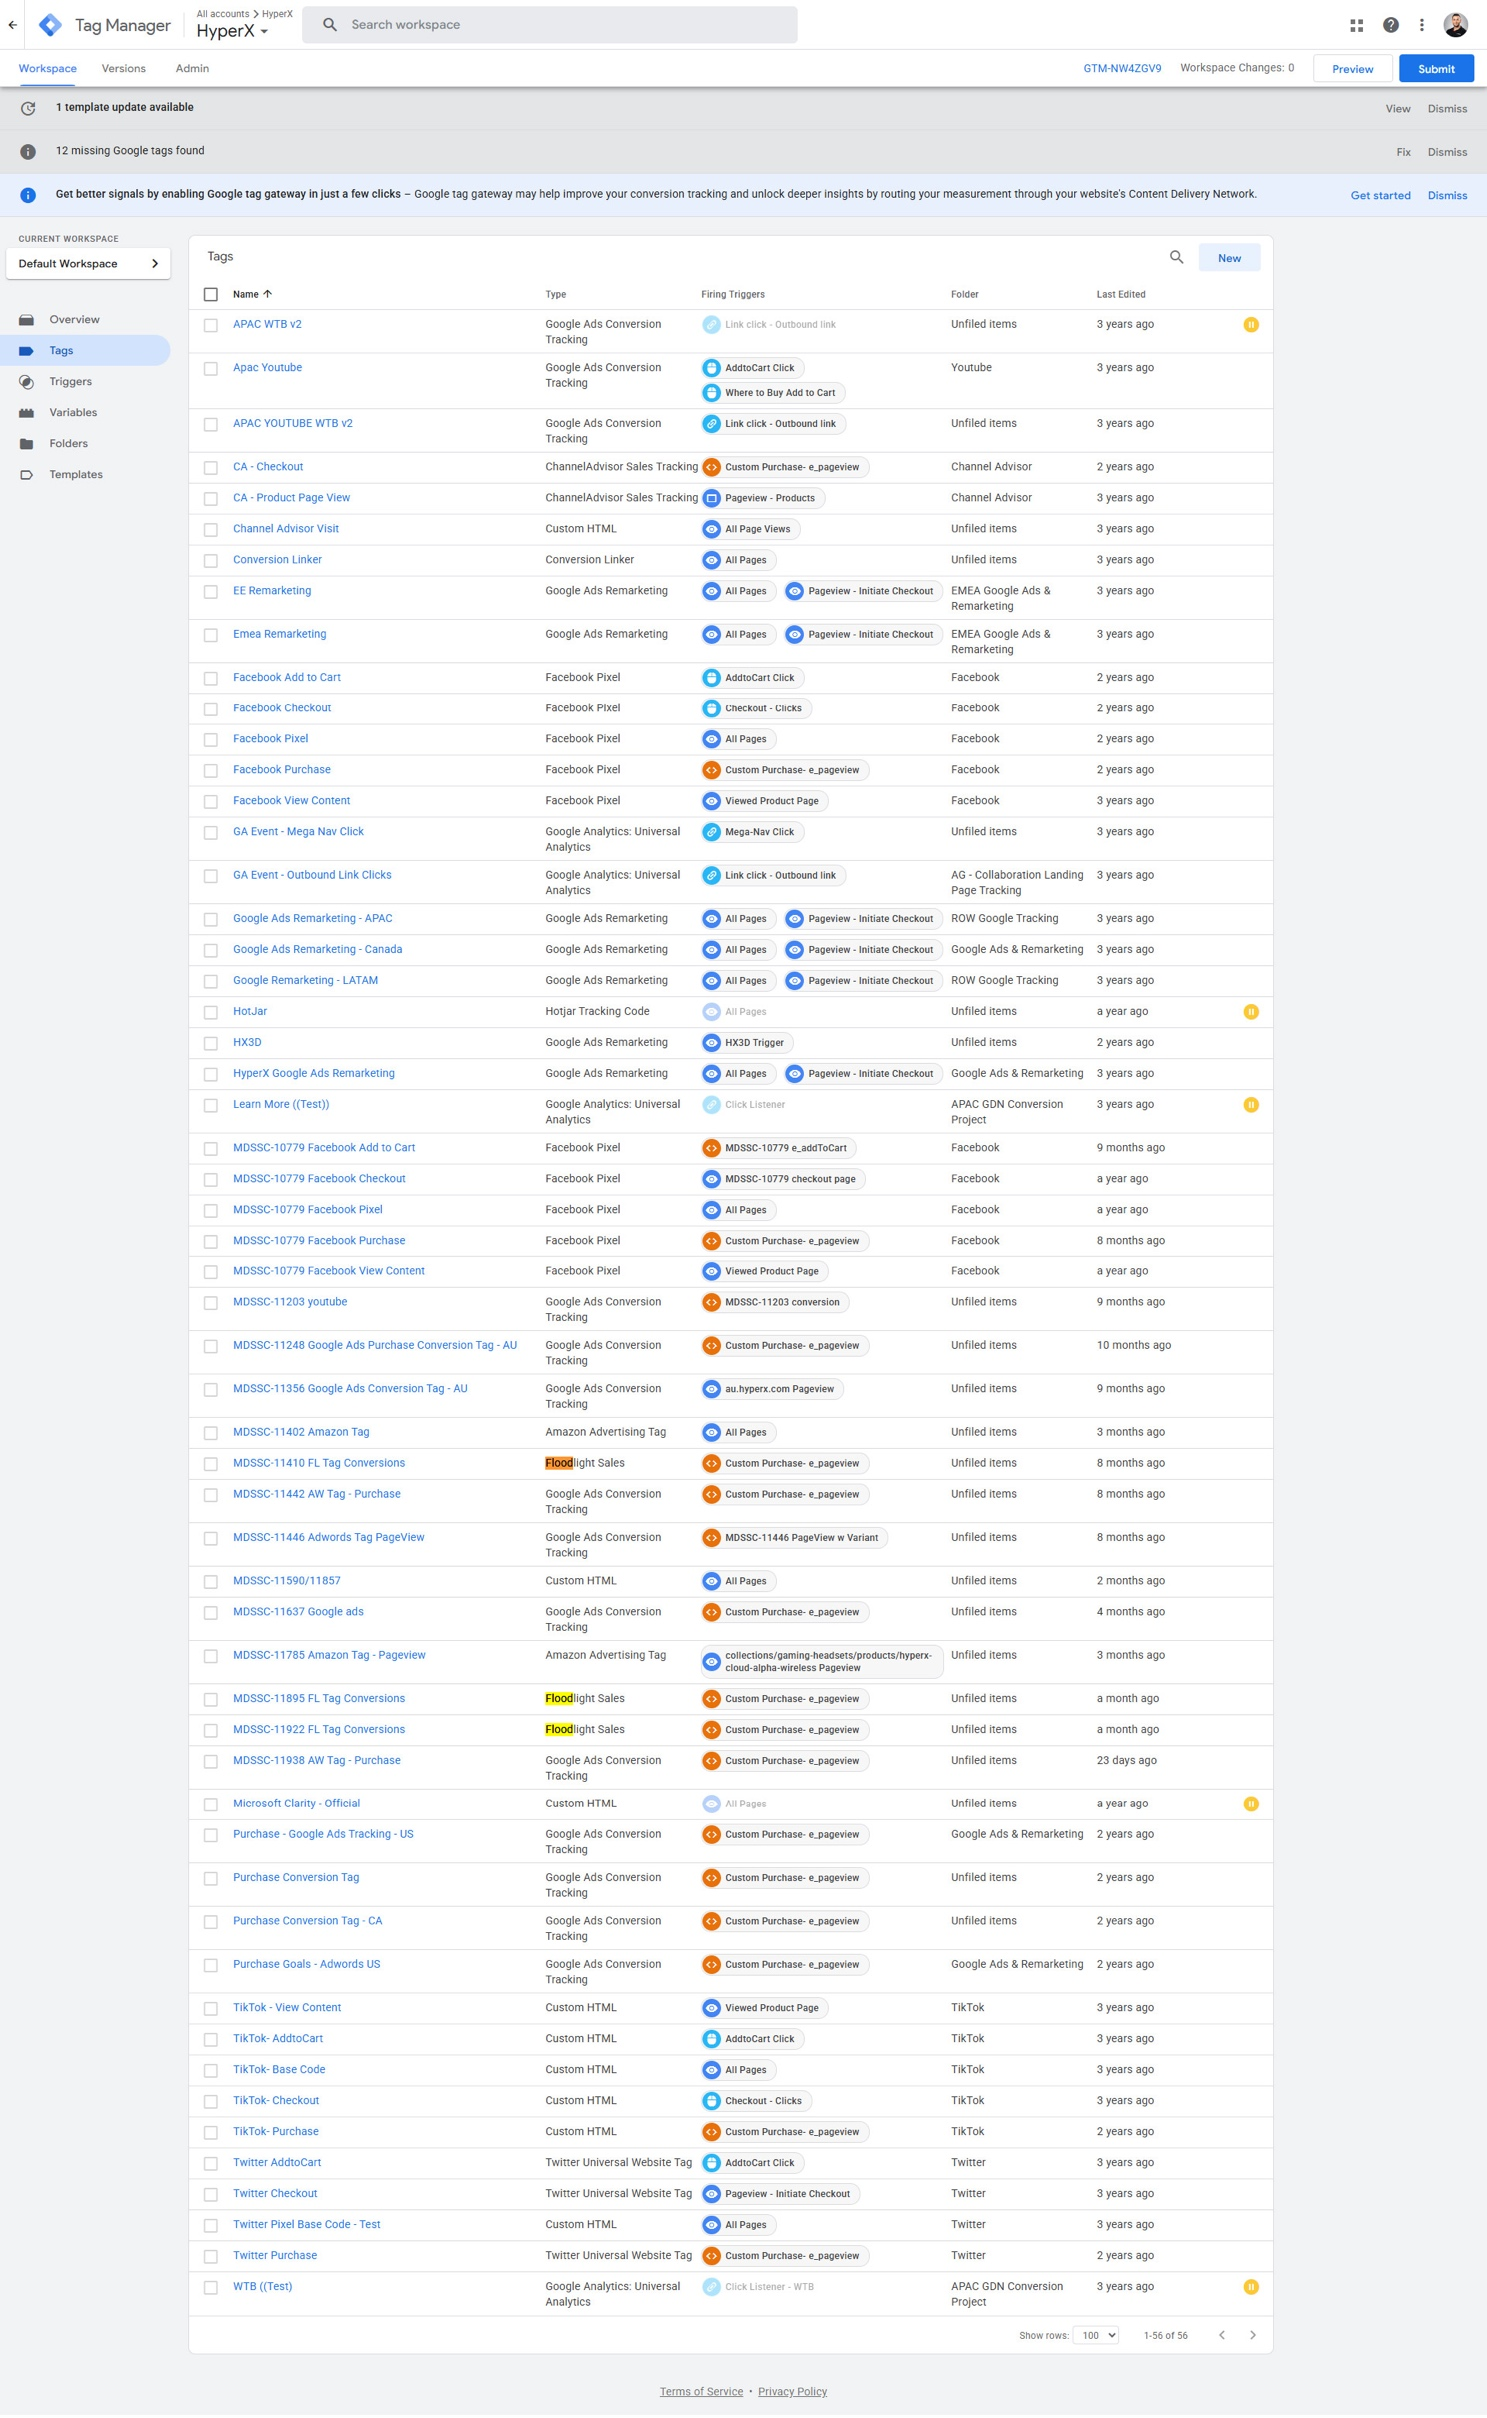 Tag Manager
All accounts > HyperX
HyperX
Search workspace
Workspace
Versions
Admin
GTM-NW4ZGV9
Workspace Changes: 0
Preview
Submit
1 template update available
View
Dismiss
12 missing Google tags found
Fix
Dismiss
Get better signals by enabling Google tag gateway in just a few clicks – Google tag gateway may help improve your conversion tracking and unlock deeper insights by routing your measurement through your website's Content Delivery Network.
Get started
Dismiss
CURRENT WORKSPACE
Default Workspace
Overview
Tags
Triggers
Variables
Folders
Templates
Tags
New
Name Type Firing Triggers Folder Last Edited
APAC WTB v2 Google Ads Conversion Link click - Outbound link Unfiled items 3 years ago
Tracking
Apac Youtube Google Ads Conversion AddtoCart Click Youtube 3 years ago
Tracking Where to Buy Add to Cart
APAC YOUTUBE WTB v2 Google Ads Conversion Link click - Outbound link Unfiled items 3 years ago
Tracking
CA - Checkout ChannelAdvisor Sales Tracking Custom Purchase- e_pageview Channel Advisor 2 years ago
CA - Product Page View ChannelAdvisor Sales Tracking Pageview - Products Channel Advisor 3 years ago
Channel Advisor Visit Custom HTML All Page Views Unfiled items 3 years ago
Conversion Linker Conversion Linker All Pages Unfiled items 3 years ago
EE Remarketing Google Ads Remarketing All Pages Pageview - Initiate Checkout EMEA Google Ads & 3 years ago
Remarketing
Emea Remarketing Google Ads Remarketing All Pages Pageview - Initiate Checkout EMEA Google Ads & 3 years ago
Remarketing
Facebook Add to Cart Facebook Pixel AddtoCart Click Facebook 2 years ago
Facebook Checkout Facebook Pixel Checkout - Clicks Facebook 2 years ago
Facebook Pixel Facebook Pixel All Pages Facebook 2 years ago
Facebook Purchase Facebook Pixel Custom Purchase- e_pageview Facebook 2 years ago
Facebook View Content Facebook Pixel Viewed Product Page Facebook 3 years ago
GA Event - Mega Nav Click Google Analytics: Universal Mega-Nav Click Unfiled items 3 years ago
Analytics
GA Event - Outbound Link Clicks Google Analytics: Universal Link click - Outbound link AG - Collaboration Landing 3 years ago
Analytics Page Tracking
Google Ads Remarketing - APAC Google Ads Remarketing All Pages Pageview - Initiate Checkout ROW Google Tracking 3 years ago
Google Ads Remarketing - Canada Google Ads Remarketing All Pages Pageview - Initiate Checkout Google Ads & Remarketing 3 years ago
Google Remarketing - LATAM Google Ads Remarketing All Pages Pageview - Initiate Checkout ROW Google Tracking 3 years ago
HotJar Hotjar Tracking Code All Pages Unfiled items a year ago
HX3D Google Ads Remarketing HX3D Trigger Unfiled items 2 years ago
HyperX Google Ads Remarketing Google Ads Remarketing All Pages Pageview - Initiate Checkout Google Ads & Remarketing 3 years ago
Learn More ((Test)) Google Analytics: Universal Click Listener APAC GDN Conversion 3 years ago
Analytics Project
MDSSC-10779 Facebook Add to Cart Facebook Pixel MDSSC-10779 e_addToCart Facebook 9 months ago
MDSSC-10779 Facebook Checkout Facebook Pixel MDSSC-10779 checkout page Facebook a year ago
MDSSC-10779 Facebook Pixel Facebook Pixel All Pages Facebook a year ago
MDSSC-10779 Facebook Purchase Facebook Pixel Custom Purchase- e_pageview Facebook 8 months ago
MDSSC-10779 Facebook View Content Facebook Pixel Viewed Product Page Facebook a year ago
MDSSC-11203 youtube Google Ads Conversion MDSSC-11203 conversion Unfiled items 9 months ago
Tracking
MDSSC-11248 Google Ads Purchase Conversion Tag - AU Google Ads Conversion Custom Purchase- e_pageview Unfiled items 10 months ago
Tracking
MDSSC-11356 Google Ads Conversion Tag - AU Google Ads Conversion au.hyperx.com Pageview Unfiled items 9 months ago
Tracking
MDSSC-11402 Amazon Tag Amazon Advertising Tag All Pages Unfiled items 3 months ago
MDSSC-11410 FL Tag Conversions Floodlight Sales Custom Purchase- e_pageview Unfiled items 8 months ago
MDSSC-11442 AW Tag - Purchase Google Ads Conversion Custom Purchase- e_pageview Unfiled items 8 months ago
Tracking
MDSSC-11446 Adwords Tag PageView Google Ads Conversion MDSSC-11446 PageView w Variant Unfiled items 8 months ago
Tracking
MDSSC-11590/11857 Custom HTML All Pages Unfiled items 2 months ago
MDSSC-11637 Google ads Google Ads Conversion Custom Purchase- e_pageview Unfiled items 4 months ago
Tracking
MDSSC-11785 Amazon Tag - Pageview Amazon Advertising Tag collections/gaming-headsets/products/hyperx- Unfiled items 3 months ago
cloud-alpha-wireless Pageview
MDSSC-11895 FL Tag Conversions Floodlight Sales Custom Purchase- e_pageview Unfiled items a month ago
MDSSC-11922 FL Tag Conversions Floodlight Sales Custom Purchase- e_pageview Unfiled items a month ago
MDSSC-11938 AW Tag - Purchase Google Ads Conversion Custom Purchase- e_pageview Unfiled items 23 days ago
Tracking
Microsoft Clarity - Official Custom HTML All Pages Unfiled items a year ago
Purchase - Google Ads Tracking - US Google Ads Conversion Custom Purchase- e_pageview Google Ads & Remarketing 2 years ago
Tracking
Purchase Conversion Tag Google Ads Conversion Custom Purchase- e_pageview Unfiled items 2 years ago
Tracking
Purchase Conversion Tag - CA Google Ads Conversion Custom Purchase- e_pageview Unfiled items 2 years ago
Tracking
Purchase Goals - Adwords US Google Ads Conversion Custom Purchase- e_pageview Google Ads & Remarketing 2 years ago
Tracking
TikTok - View Content Custom HTML Viewed Product Page TikTok 3 years ago
TikTok- AddtoCart Custom HTML AddtoCart Click TikTok 3 years ago
TikTok- Base Code Custom HTML All Pages TikTok 3 years ago
TikTok- Checkout Custom HTML Checkout - Clicks TikTok 3 years ago
TikTok- Purchase Custom HTML Custom Purchase- e_pageview TikTok 2 years ago
Twitter AddtoCart Twitter Universal Website Tag AddtoCart Click Twitter 3 years ago
Twitter Checkout Twitter Universal Website Tag Pageview - Initiate Checkout Twitter 3 years ago
Twitter Pixel Base Code - Test Custom HTML All Pages Twitter 3 years ago
Twitter Purchase Twitter Universal Website Tag Custom Purchase- e_pageview Twitter 2 years ago
WTB ((Test) Google Analytics: Universal Click Listener - WTB APAC GDN Conversion 3 years ago
Analytics Project
Show rows: 100 1-56 of 56
Terms of Service • Privacy Policy